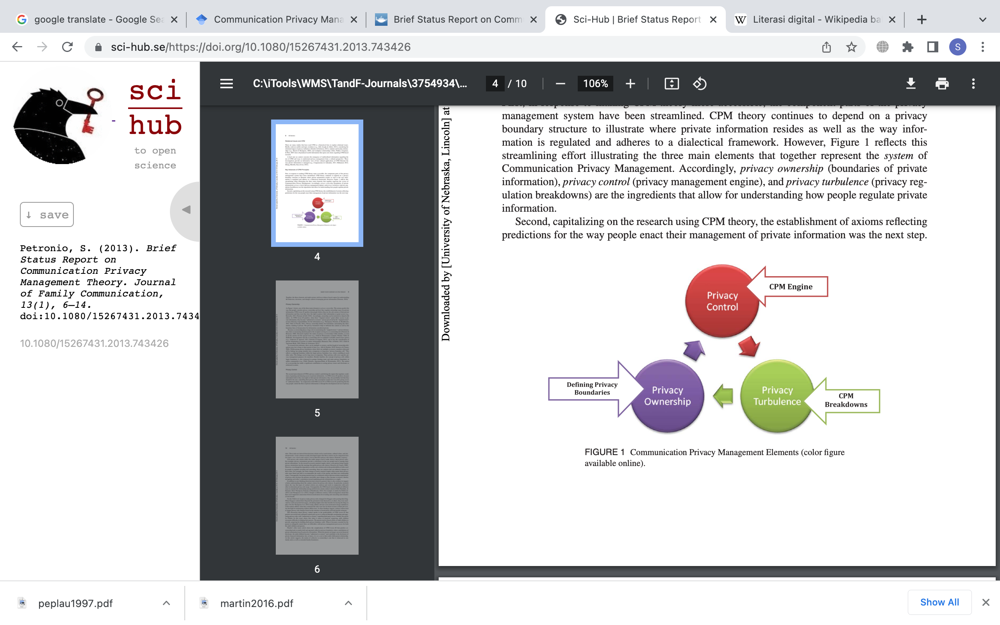 google translate - Google Sea
Communication Privacy Mana
Brief Status Report on Comm
Sci-Hub | Brief Status Report
W Literasi digital - Wikipedia ba
sci-hub.se/https://doi.org/10.1080/15267431.2013.743426
S
sci
hub
to open
science
↓ save
Petronio, S. (2013). Brief
Status Report on
Communication Privacy
Management Theory. Journal
of Family Communication,
13(1), 6–14.
doi:10.1080/15267431.2013.7434
10.1080/15267431.2013.743426
C:\iTools\WMS\TandF-Journals\3754934\...
4 / 10
106%
4
5
6
Downloaded by [University of Nebraska, Lincoln] at
management system have been streamlined. CPM theory continues to depend on a privacy
boundary structure to illustrate where private information resides as well as the way infor-
mation is regulated and adheres to a dialectical framework. However, Figure 1 reflects this
streamlining effort illustrating the three main elements that together represent the system of
Communication Privacy Management. Accordingly, privacy ownership (boundaries of private
information), privacy control (privacy management engine), and privacy turbulence (privacy reg-
ulation breakdowns) are the ingredients that allow for understanding how people regulate private
information.
Second, capitalizing on the research using CPM theory, the establishment of axioms reflecting
predictions for the way people enact their management of private information was the next step.
Privacy
Control
CPM Engine
Defining Privacy
Boundaries
Privacy
Ownership
Privacy
Turbulence
CPM
Breakdowns
FIGURE 1 Communication Privacy Management Elements (color figure
available online).
peplau1997.pdf
martin2016.pdf
Show All